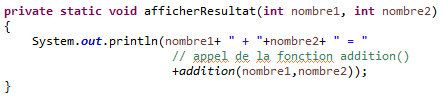 private static void afficherResultat(int nombre1, int nombre2)
{
System.out.println(nombre1+ " + "+nombre2+ " = "
// appel de la fonction addition()
+addition(nombre1,nombre2));
}